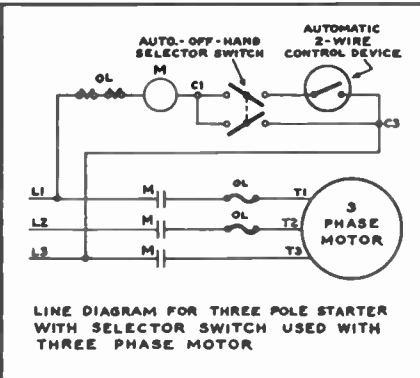 AUTO.-OFF-HAND
SELECTOR SWITCH
AUTOMATIC
2-WIRE
CONTROL DEVICE
OL
M
C1
C3
L1
M
OL
T1
L2
M
OL
T2
L3
M
T3
3
PHASE
MOTOR
LINE DIAGRAM FOR THREE POLE STARTER
WITH SELECTOR SWITCH USED WITH
THREE PHASE MOTOR